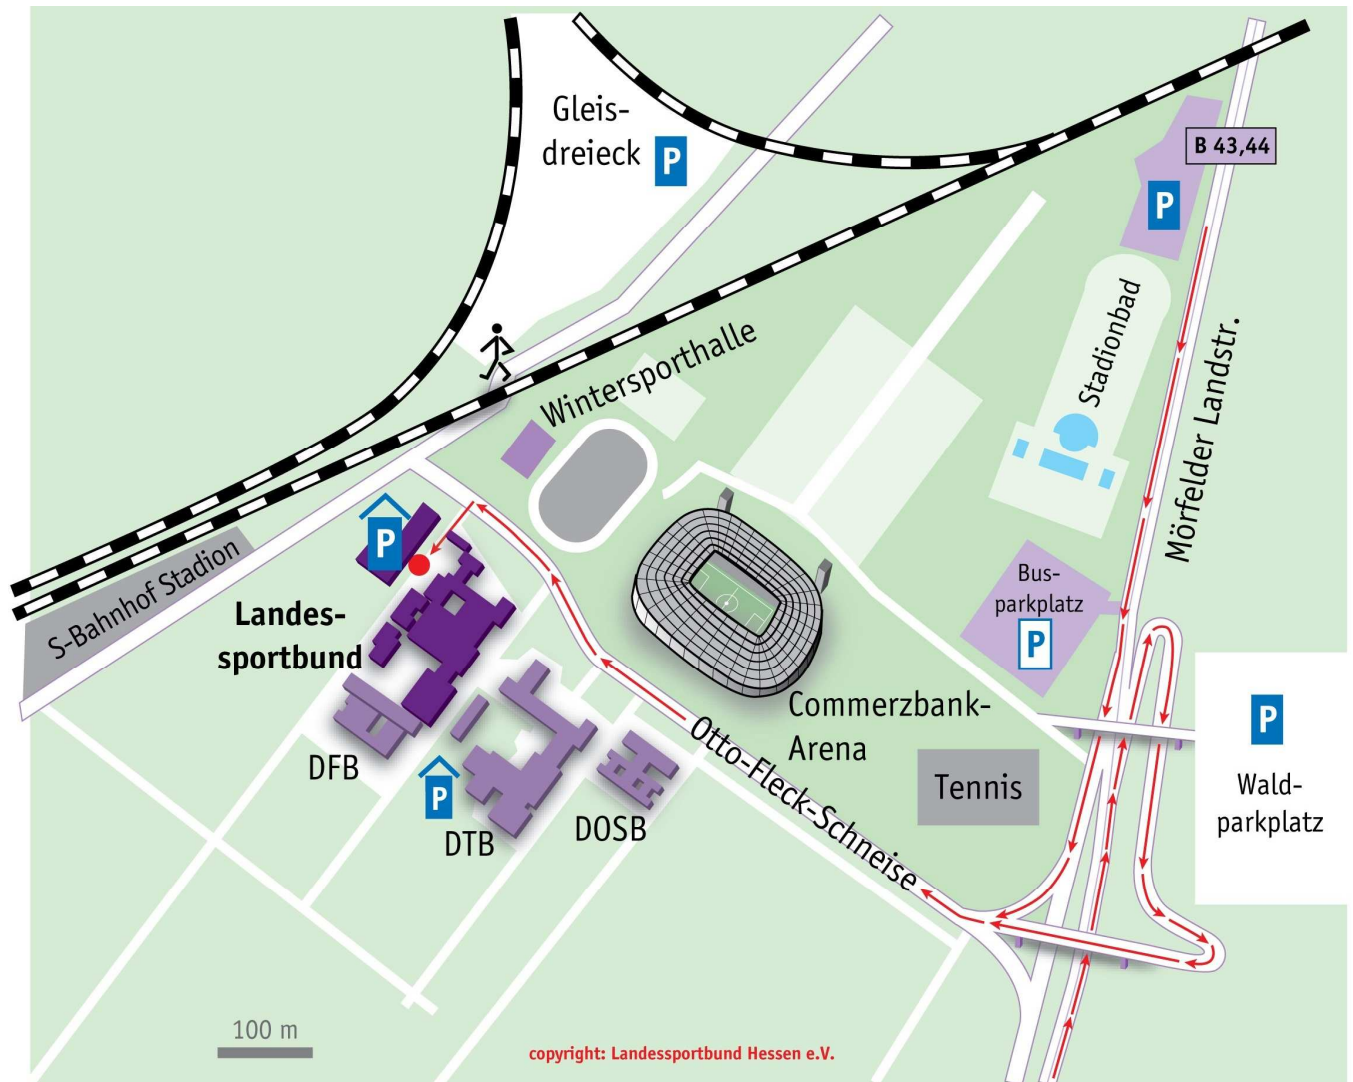 Gleis-
dreieck
P
B 43,44
P
Stadionbad
Wintersporthalle
Mörfelder Landstr.
P
S-Bahnhof Stadion
Bus-
parkplatz
P
Landes-
sportbund
Commerzbank-
Arena
P
Otto-Fleck-Schneise
DFB
Tennis
Wald-
parkplatz
P
DTB
DOSB
100 m
copyright: Landessportbund Hessen e.V.